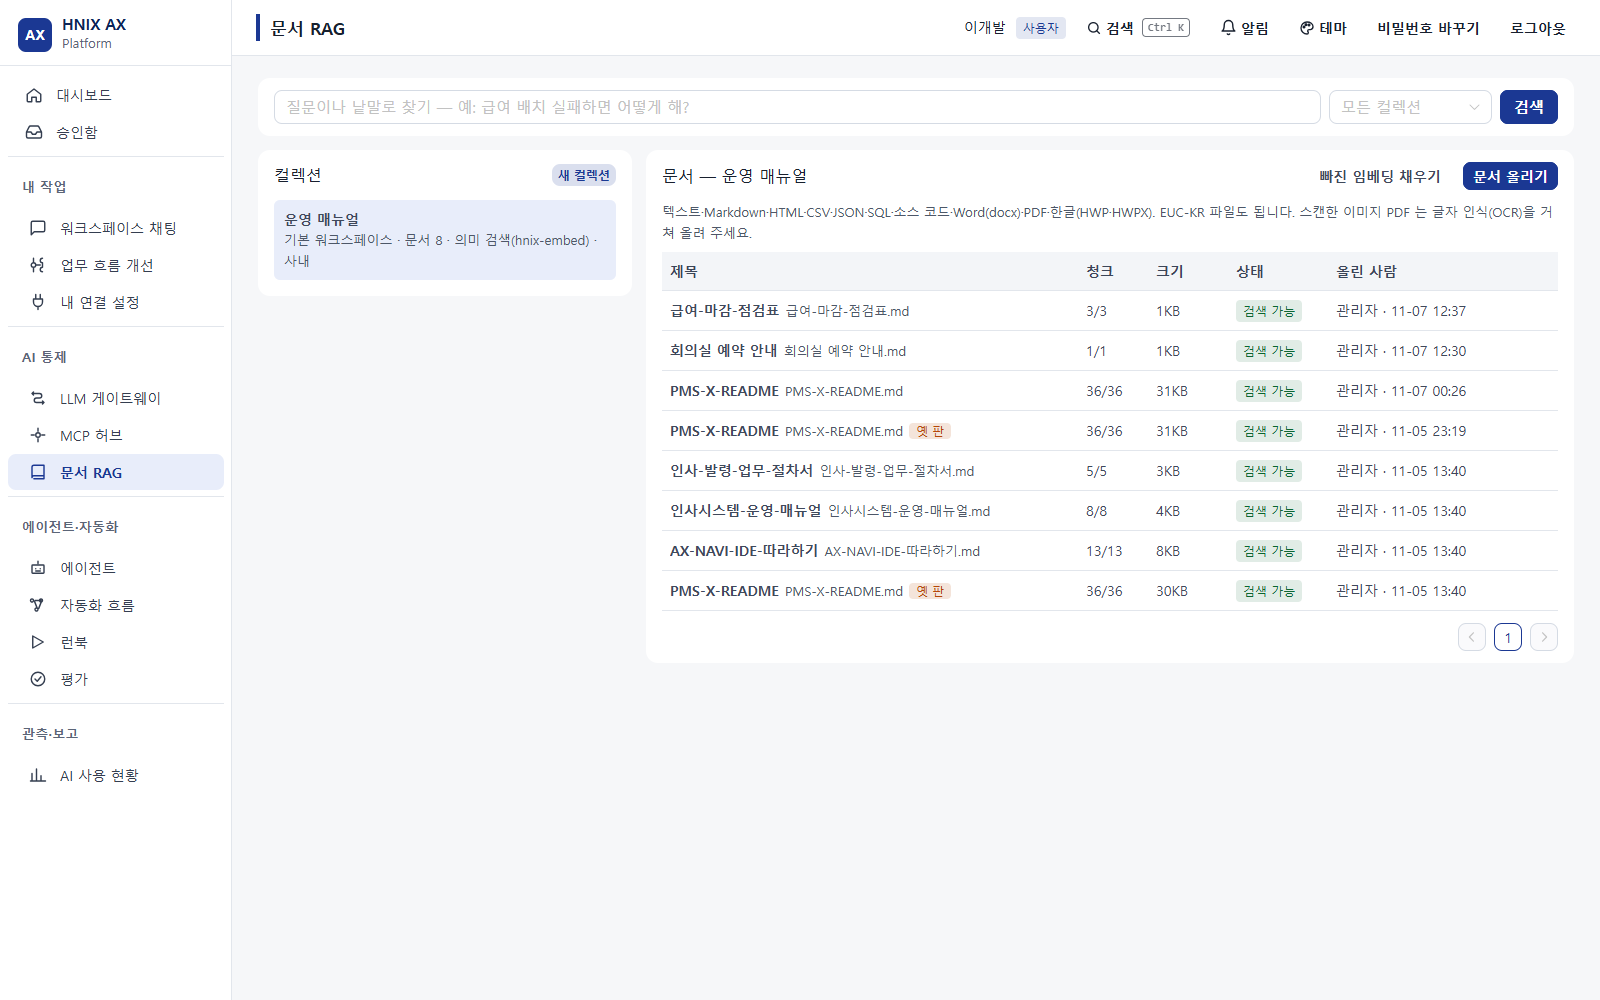 AX
HNIX AX
Platform
문서 RAG
이개발 사용자 검색 Ctrl K 알림 테마 비밀번호 바꾸기 로그아웃
대시보드
승인함
내 작업
워크스페이스 채팅
업무 흐름 개선
내 연결 설정
AI 통제
LLM 게이트웨이
MCP 허브
문서 RAG
에이전트·자동화
에이전트
자동화 흐름
런북
평가
관측·보고
AI 사용 현황
질문이나 낱말로 찾기 — 예: 급여 배치 실패하면 어떻게 해? 모든 컬렉션 검색
컬렉션 새 컬렉션
운영 매뉴얼
기본 워크스페이스 · 문서 8 · 의미 검색(hnix-embed) ·
사내
문서 — 운영 매뉴얼 빠진 임베딩 채우기 문서 올리기
텍스트·Markdown·HTML·CSV·JSON·SQL·소스 코드·Word(docx)·PDF·한글(HWP·HWPX). EUC-KR 파일도 됩니다. 스캔한 이미지 PDF 는 글자 인식(OCR)을 거
쳐 올려 주세요.
제목 청크 크기 상태 올린 사람
급여-마감-점검표 급여-마감-점검표.md 3/3 1KB 검색 가능 관리자 · 11-07 12:37
회의실 예약 안내 회의실 예약 안내.md 1/1 1KB 검색 가능 관리자 · 11-07 12:30
PMS-X-README PMS-X-README.md 36/36 31KB 검색 가능 관리자 · 11-07 00:26
PMS-X-README PMS-X-README.md 옛 판 36/36 31KB 검색 가능 관리자 · 11-05 23:19
인사-발령-업무-절차서 인사-발령-업무-절차서.md 5/5 3KB 검색 가능 관리자 · 11-05 13:40
인사시스템-운영-매뉴얼 인사시스템-운영-매뉴얼.md 8/8 4KB 검색 가능 관리자 · 11-05 13:40
AX-NAVI-IDE-따라하기 AX-NAVI-IDE-따라하기.md 13/13 8KB 검색 가능 관리자 · 11-05 13:40
PMS-X-README PMS-X-README.md 옛 판 36/36 30KB 검색 가능 관리자 · 11-05 13:40
1